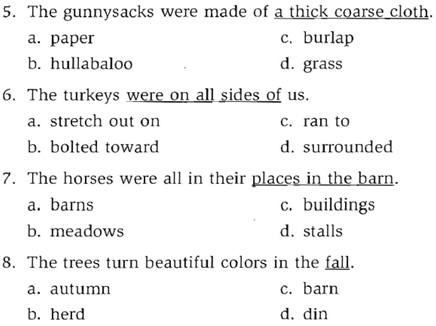 5. The gunnysacks were made of a thick coarse cloth.
a. paper c. burlap
b. hullabaloo d. grass
6. The turkeys were on all sides of us.
a. stretch out on c. ran to
b. bolted toward d. surrounded
7. The horses were all in their places in the barn.
a. barns c. buildings
b. meadows d. stalls
8. The trees turn beautiful colors in the fall.
a. autumn c. barn
b. herd d. din